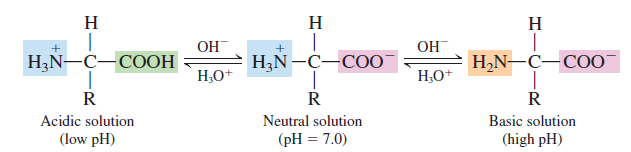 H H H
H₃N⁺—C—COOH ⇌ (OH⁻ / H₃O⁺) H₃N⁺—C—COO⁻ ⇌ (OH⁻ / H₃O⁺) H₂N—C—COO⁻
R R R
Acidic solution Neutral solution Basic solution
(low pH) (pH = 7.0) (high pH)